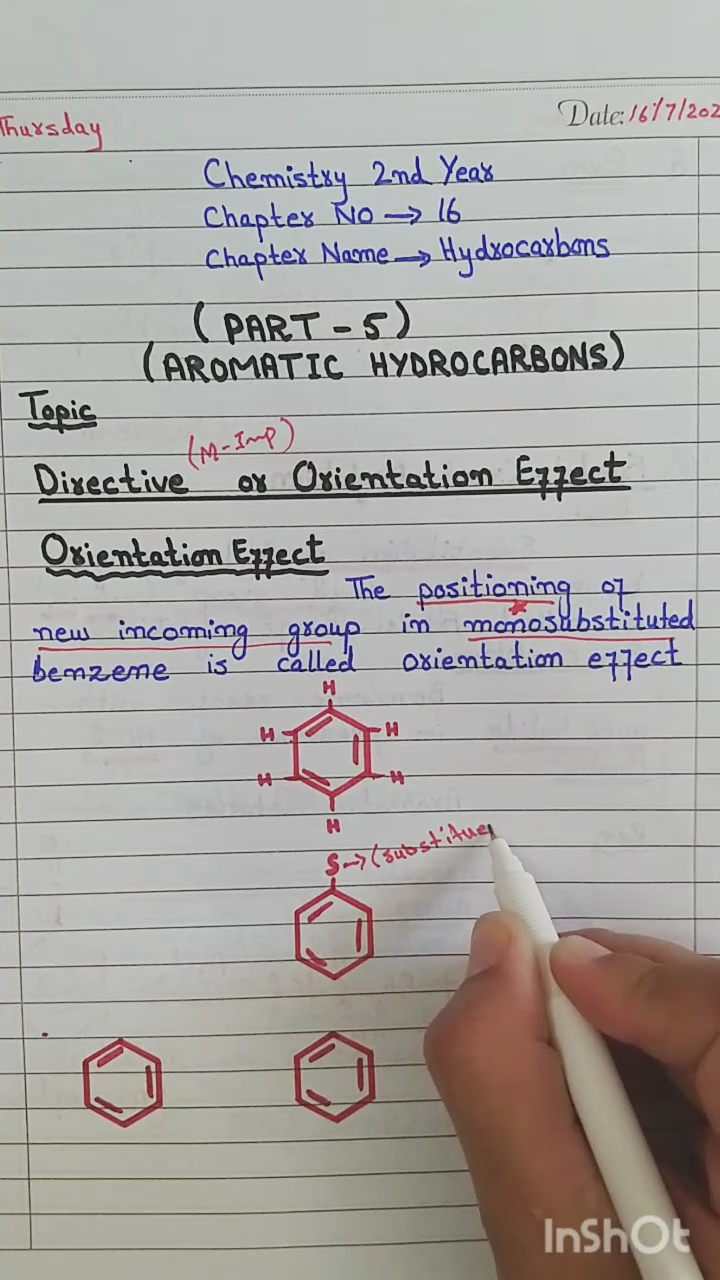 Thursday
Date: 16/7/202
Chemistry 2nd Year
Chapter No → 16
Chapter Name → Hydrocarbons
(PART - 5)
(AROMATIC HYDROCARBONS)
Topic
(M-Imp)
Directive or Orientation Effect
Orientation Effect
The positioning of
new incoming group in monosubstituted
benzene is called orientation effect
H
H H
H H
H
S → (substitue
InShOt